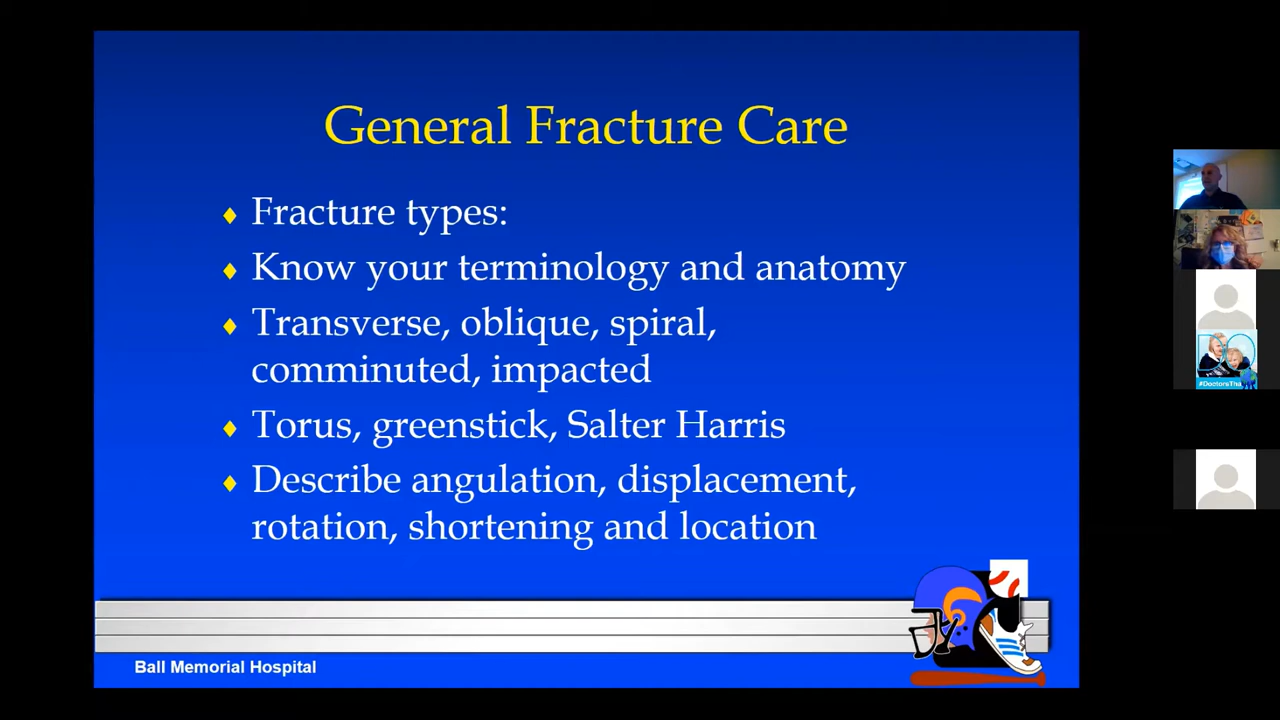 General Fracture Care
Fracture types:
Know your terminology and anatomy
Transverse, oblique, spiral,
comminuted, impacted
Torus, greenstick, Salter Harris
Describe angulation, displacement,
rotation, shortening and location
Ball Memorial Hospital
#DoctorsTha